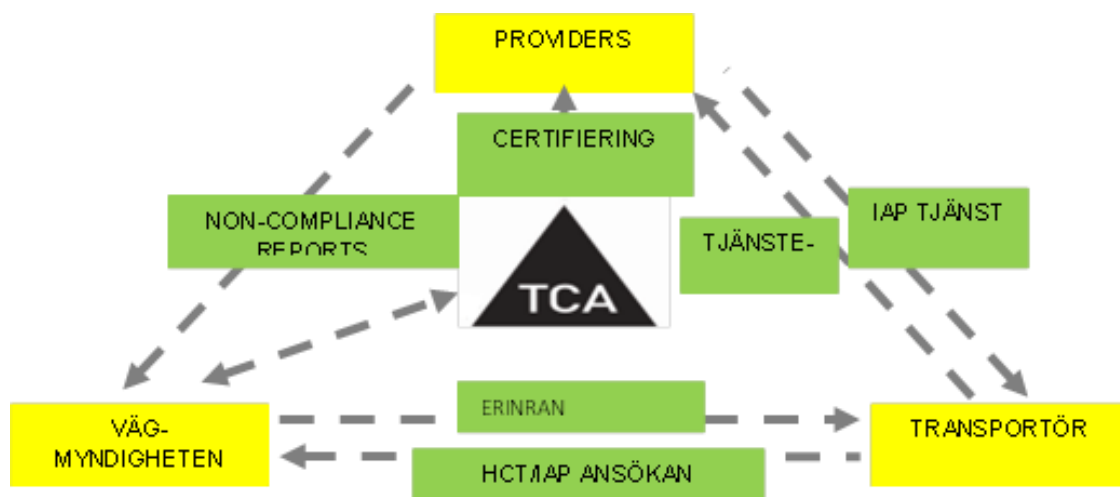 PROVIDERS
CERTIFIERING
NON-COMPLIANCE
REPORTS
TJÄNSTE-
IAP TJÄNST
TCA
ERINRAN
VÄG-
MYNDIGHETEN
TRANSPORTÖR
HCT/IAP ANSÖKAN